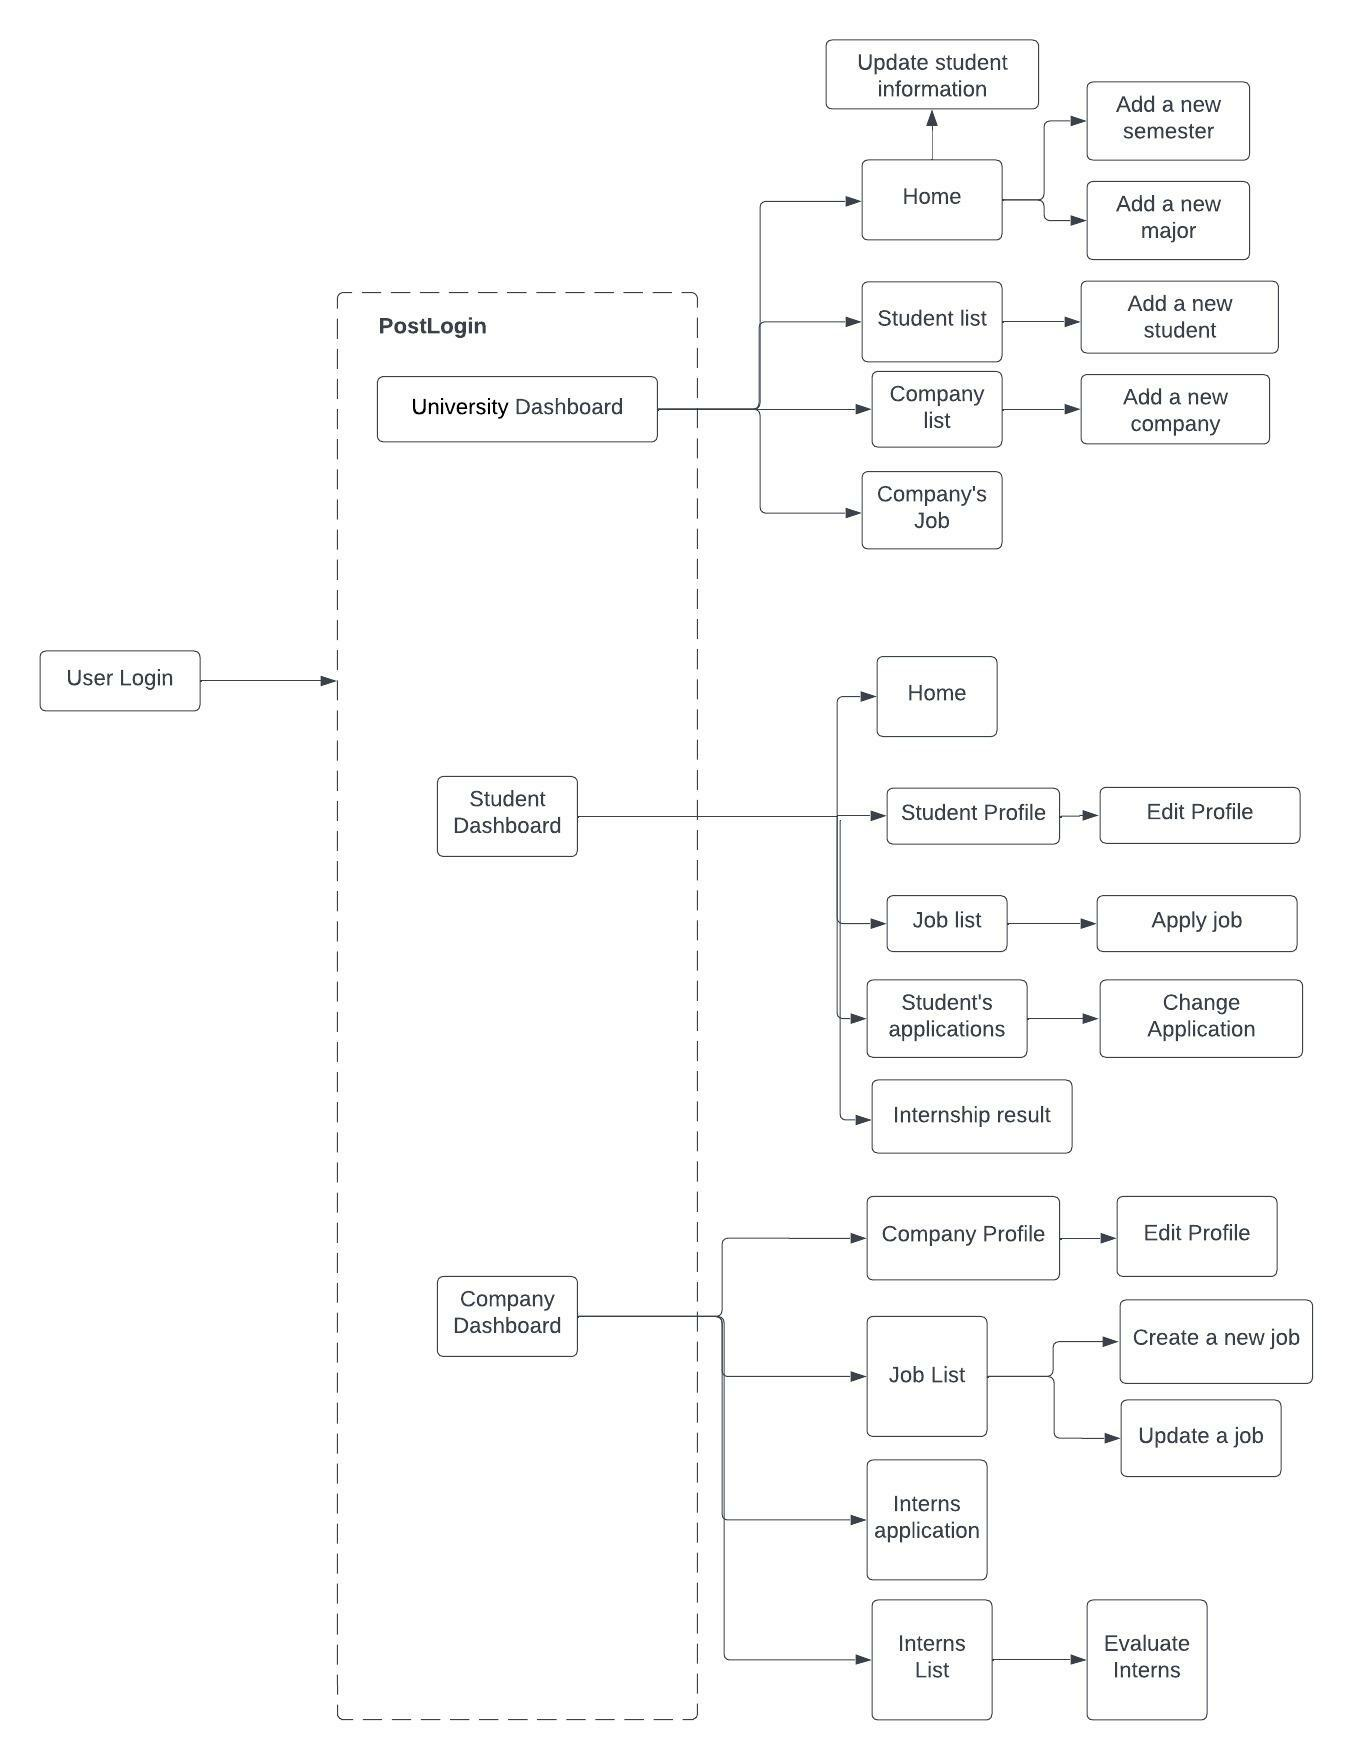 Update student
information
Add a new
semester
Home
Add a new
major
PostLogin
Student list
Add a new
student
University Dashboard
Company
list
Add a new
company
Company's
Job
User Login
Home
Student
Dashboard
Student Profile
Edit Profile
Job list
Apply job
Student's
applications
Change
Application
Internship result
Company Profile
Edit Profile
Company
Dashboard
Job List
Create a new job
Update a job
Interns
application
Interns
List
Evaluate
Interns